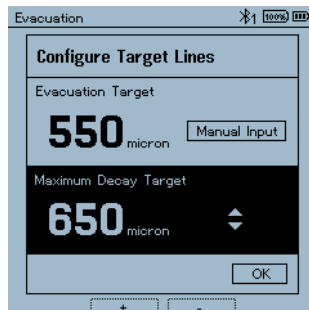 Evacuation 1 100%
Configure Target Lines
Evacuation Target
550 micron Manual Input
Maximum Decay Target
650 micron
OK
+ -